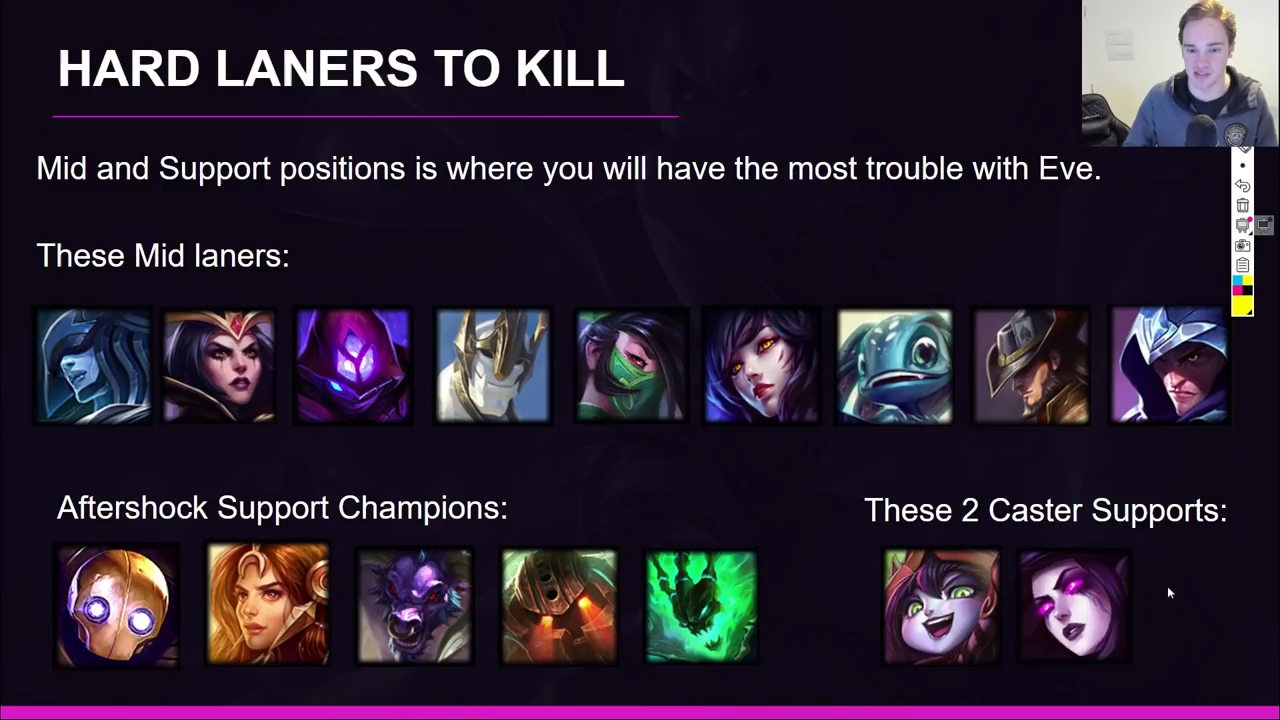 HARD LANERS TO KILL
Mid and Support positions is where you will have the most trouble with Eve.
These Mid laners:
Aftershock Support Champions:
These 2 Caster Supports: